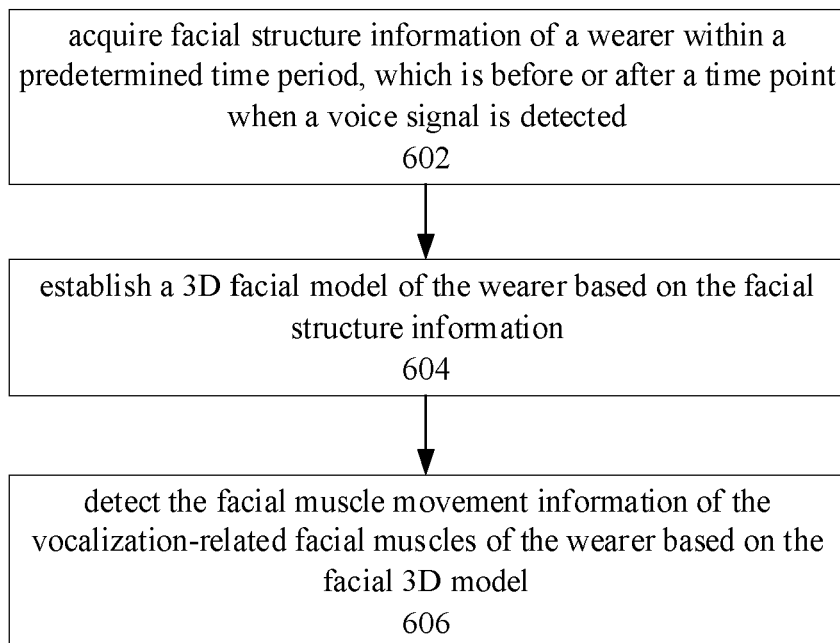 acquire facial structure information of a wearer within a
predetermined time period, which is before or after a time point
when a voice signal is detected
602
establish a 3D facial model of the wearer based on the facial
structure information
604
detect the facial muscle movement information of the
vocalization-related facial muscles of the wearer based on the
facial 3D model
606